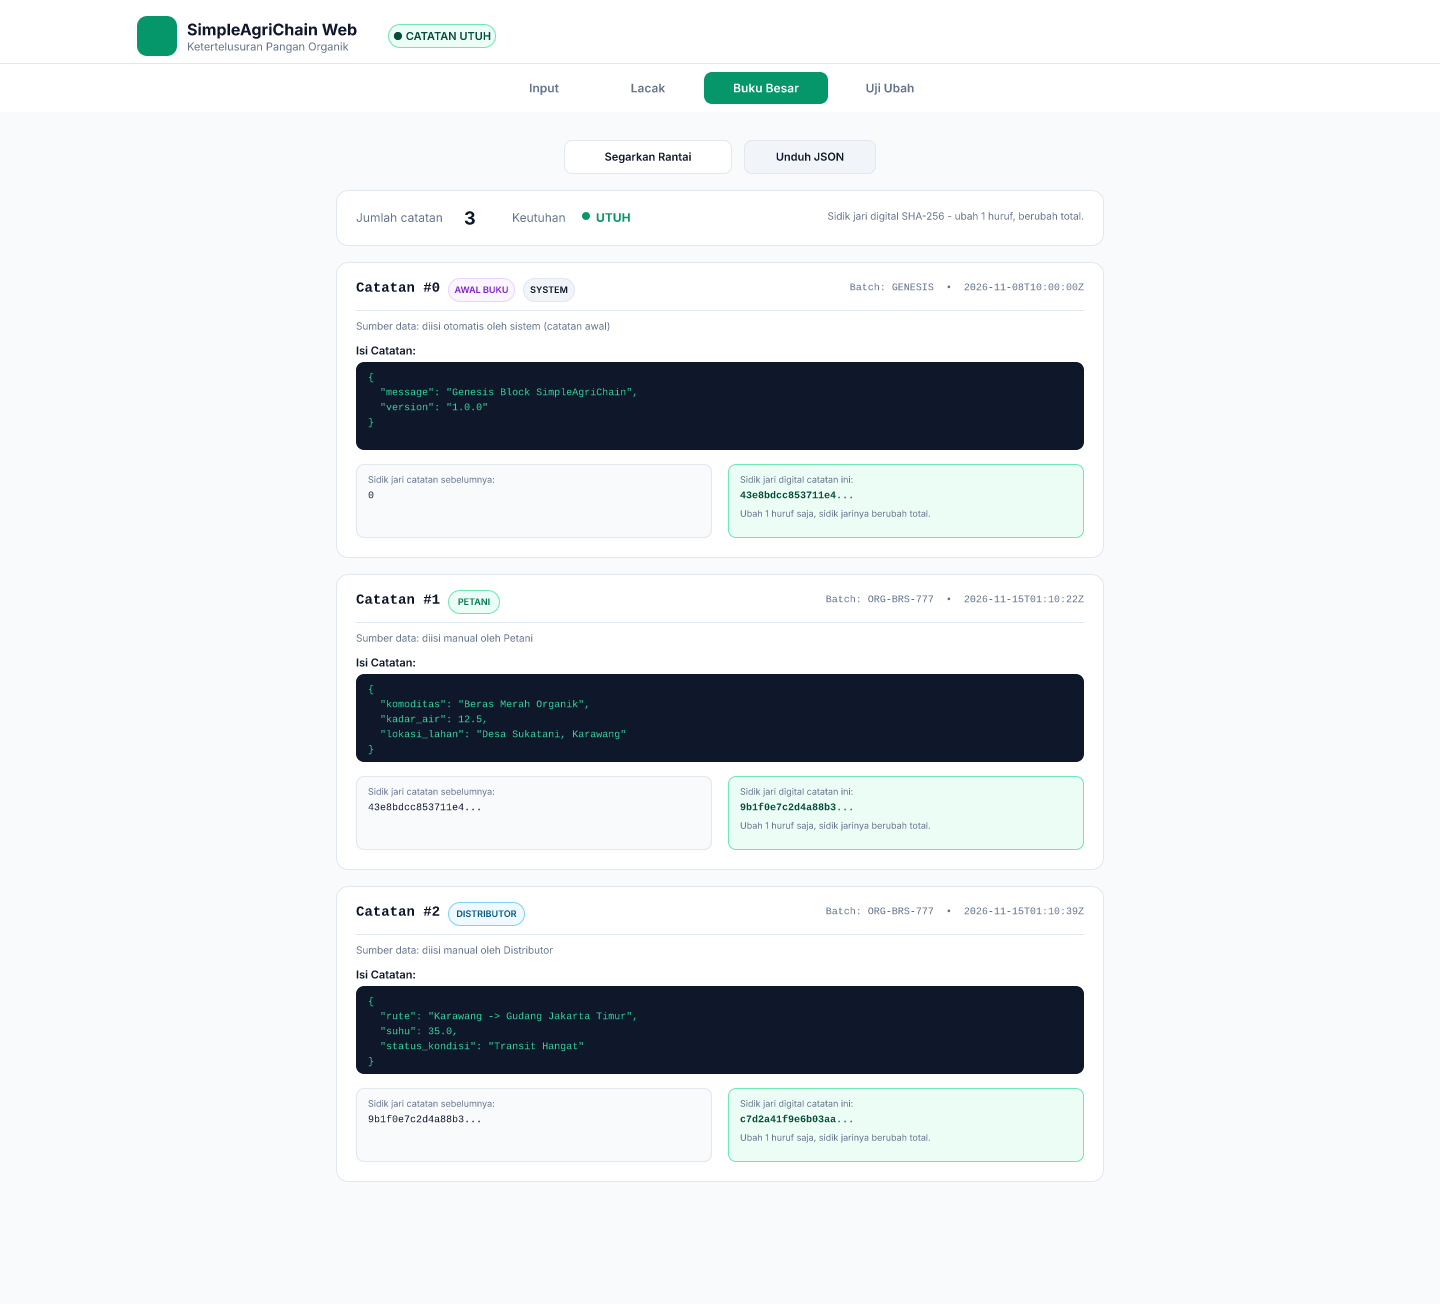 SimpleAgriChain Web
Ketertelusuran Pangan Organik
CATATAN UTUH
Input
Lacak
Buku Besar
Uji Ubah
Segarkan Rantai
Unduh JSON
Jumlah catatan 3
Keutuhan
UTUH
Sidik jari digital SHA-256 - ubah 1 huruf, berubah total.
Catatan #0
AWAL BUKU
SYSTEM
Batch: GENESIS • 2026-11-08T10:00:00Z
Sumber data: diisi otomatis oleh sistem (catatan awal)
Isi Catatan:
{
  "message": "Genesis Block SimpleAgriChain",
  "version": "1.0.0"
}
Sidik jari catatan sebelumnya:
0
Sidik jari digital catatan ini:
43e8bdcc853711e4...
Ubah 1 huruf saja, sidik jarinya berubah total.
Catatan #1
PETANI
Batch: ORG-BRS-777 • 2026-11-15T01:10:22Z
Sumber data: diisi manual oleh Petani
Isi Catatan:
{
  "komoditas": "Beras Merah Organik",
  "kadar_air": 12.5,
  "lokasi_lahan": "Desa Sukatani, Karawang"
}
Sidik jari catatan sebelumnya:
43e8bdcc853711e4...
Sidik jari digital catatan ini:
9b1f0e7c2d4a88b3...
Ubah 1 huruf saja, sidik jarinya berubah total.
Catatan #2
DISTRIBUTOR
Batch: ORG-BRS-777 • 2026-11-15T01:10:39Z
Sumber data: diisi manual oleh Distributor
Isi Catatan:
{
  "rute": "Karawang -> Gudang Jakarta Timur",
  "suhu": 35.0,
  "status_kondisi": "Transit Hangat"
}
Sidik jari catatan sebelumnya:
9b1f0e7c2d4a88b3...
Sidik jari digital catatan ini:
c7d2a41f9e6b03aa...
Ubah 1 huruf saja, sidik jarinya berubah total.